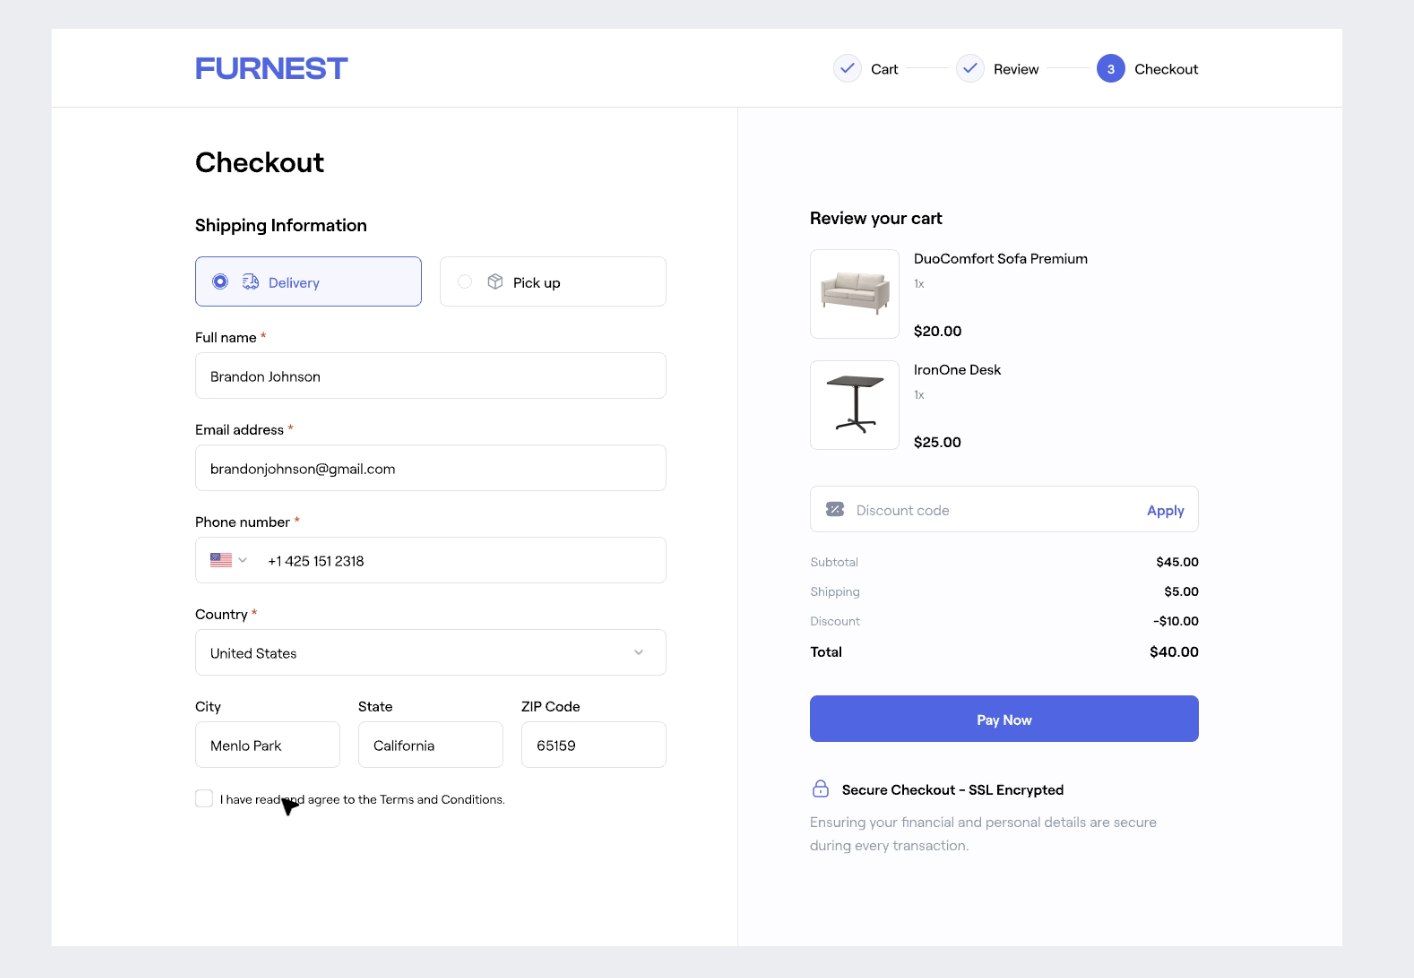 FURNEST
Cart
Review
3
Checkout
Checkout
Shipping Information
Delivery
Pick up
Full name *
Brandon Johnson
Email address *
brandonjohnson@gmail.com
Phone number *
+1 425 151 2318
Country *
United States
City
State
ZIP Code
Menlo Park
California
65159
I have read and agree to the Terms and Conditions.
Review your cart
DuoComfort Sofa Premium
1x
$20.00
IronOne Desk
1x
$25.00
Discount code
Apply
Subtotal $45.00
Shipping $5.00
Discount -$10.00
Total $40.00
Pay Now
Secure Checkout - SSL Encrypted
Ensuring your financial and personal details are secure
during every transaction.